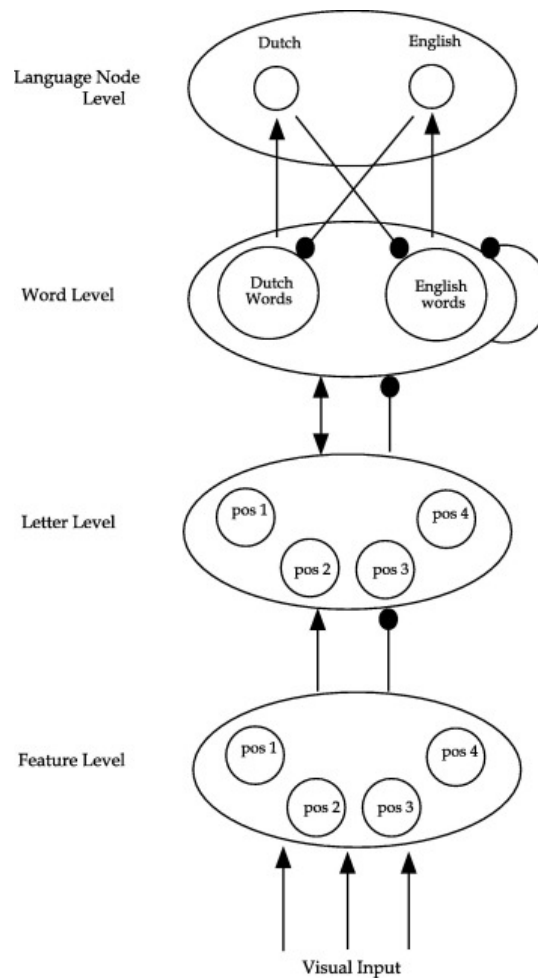 Dutch
English
Language Node
Level
Word Level
Dutch
Words
English
words
Letter Level
pos 1
pos 4
pos 2
pos 3
Feature Level
pos 1
pos 4
pos 2
pos 3
Visual Input